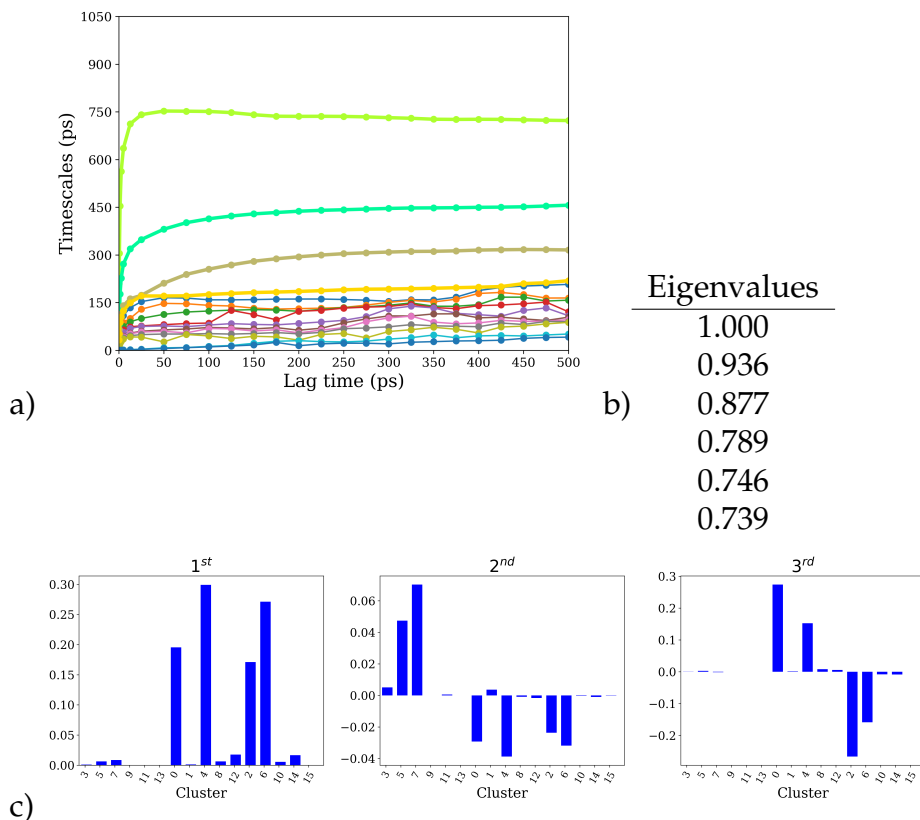 1050
900
750
600
450
300
150
0
Timescales (ps)
0 50 100 150 200 250 300 350 400 450 500
Lag time (ps)
a)
b)
Eigenvalues
1.000
0.936
0.877
0.789
0.746
0.739
c)
1st
0.30
0.25
0.20
0.15
0.10
0.05
0.00
3 5 7 9 11 13 0 1 4 8 12 2 6 10 14 15
Cluster
2nd
0.06
0.04
0.02
0.00
−0.02
−0.04
3 5 7 9 11 13 0 1 4 8 12 2 6 10 14 15
Cluster
3rd
0.3
0.2
0.1
0.0
−0.1
−0.2
3 5 7 9 11 13 0 1 4 8 12 2 6 10 14 15
Cluster